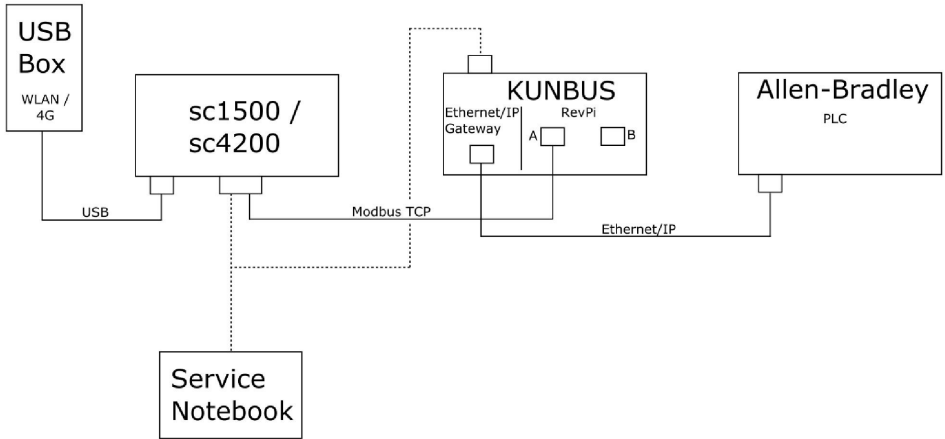 USB
Box
WLAN /
4G
sc1500 /
sc4200
KUNBUS
Ethernet/IP
Gateway
RevPi
A
B
Allen-Bradley
PLC
USB
Modbus TCP
Ethernet/IP
Service
Notebook